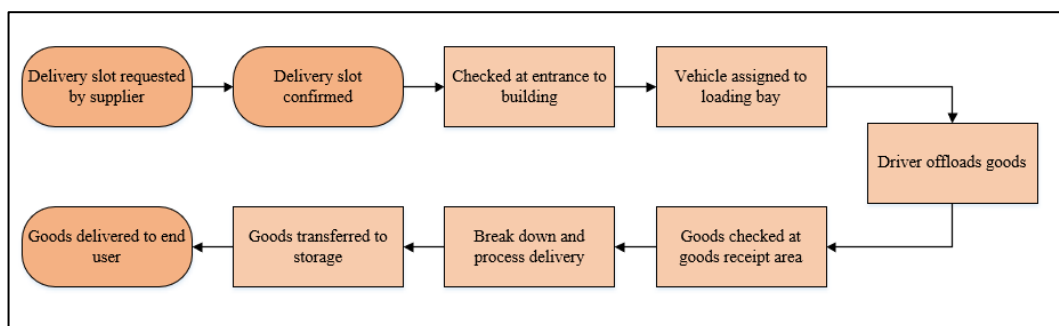 Delivery slot requested
by supplier
Delivery slot
confirmed
Checked at entrance to
building
Vehicle assigned to
loading bay
Driver offloads goods
Goods checked at
goods receipt area
Break down and
process delivery
Goods transferred to
storage
Goods delivered to end
user